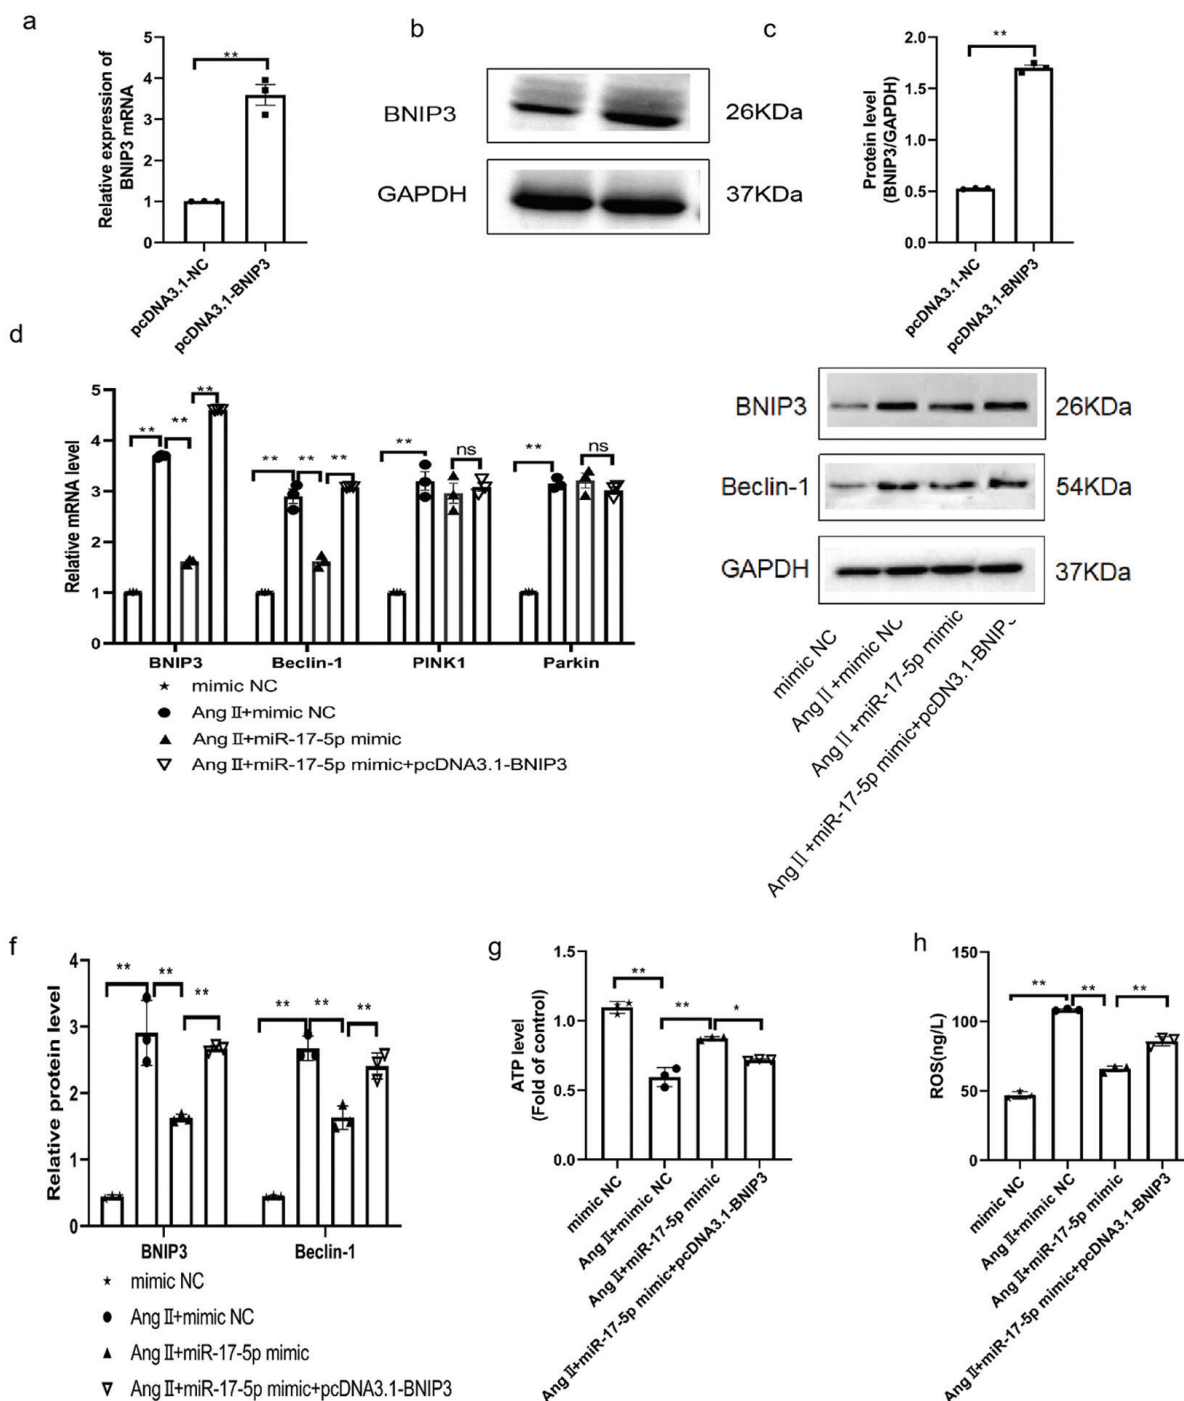 a
Relative expression of
BNIP3 mRNA
5
4
3
2
1
0
**
pcDNA3.1-NC
pcDNA3.1-BNIP3
b
BNIP3
26KDa
GAPDH
37KDa
c
Protein level
(BNIP3/GAPDH)
2.0
1.5
1.0
0.5
0.0
**
pcDNA3.1-NC
pcDNA3.1-BNIP3
d
Relative mRNA level
5
4
3
2
1
0
** ** **
** ** **
** ns
** ns
BNIP3 Beclin-1 PINK1 Parkin
mimic NC
Ang II+mimic NC
Ang II+miR-17-5p mimic
Ang II+miR-17-5p mimic+pcDNA3.1-BNIP3
BNIP3
26KDa
Beclin-1
54KDa
GAPDH
37KDa
mimic NC
Ang II +mimic NC
Ang II +miR-17-5p mimic
Ang II +miR-17-5p mimic+pcDN3.1-BNIP3
f
Relative protein level
4
3
2
1
0
** ** **
** ** **
BNIP3 Beclin-1
mimic NC
Ang II+mimic NC
Ang II+miR-17-5p mimic
Ang II+miR-17-5p mimic+pcDNA3.1-BNIP3
g
ATP level
(Fold of control)
1.5
1.0
0.5
0.0
** ** *
mimic NC
Ang II+mimic NC
Ang II+miR-17-5p mimic
Ang II+miR-17-5p mimic+pcDNA3.1-BNIP3
h
ROS(ng/L)
150
100
50
0
** ** **
mimic NC
Ang II+mimic NC
Ang II+miR-17-5p mimic
Ang II+miR-17-5p mimic+pcDNA3.1-BNIP3